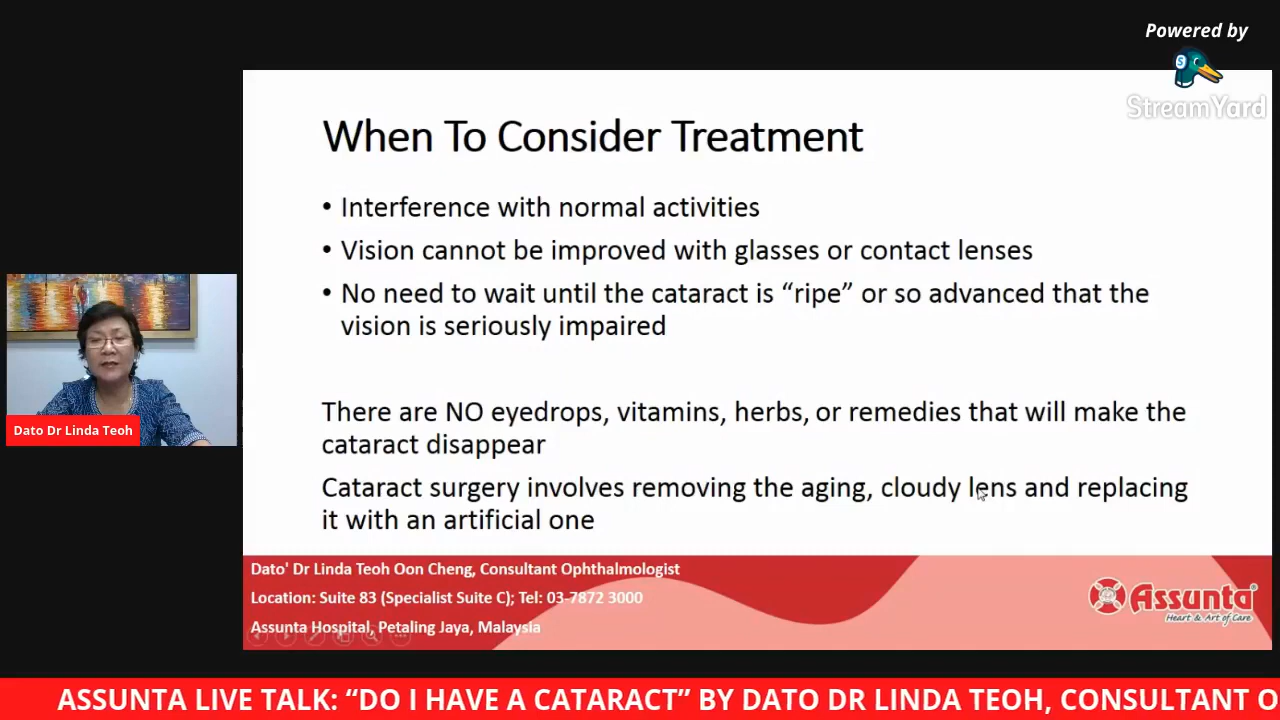 Powered by
S
StreamYard
When To Consider Treatment
• Interference with normal activities
• Vision cannot be improved with glasses or contact lenses
• No need to wait until the cataract is “ripe” or so advanced that the
vision is seriously impaired
There are NO eyedrops, vitamins, herbs, or remedies that will make the
cataract disappear
Cataract surgery involves removing the aging, cloudy lens and replacing
it with an artificial one
Dato Dr Linda Teoh
Dato' Dr Linda Teoh Oon Cheng, Consultant Ophthalmologist
Location: Suite 83 (Specialist Suite C); Tel: 03-7872 3000
Assunta Hospital, Petaling Jaya, Malaysia
Assunta
Heart & Art of Care
ASSUNTA LIVE TALK: “DO I HAVE A CATARACT” BY DATO DR LINDA TEOH, CONSULTANT O